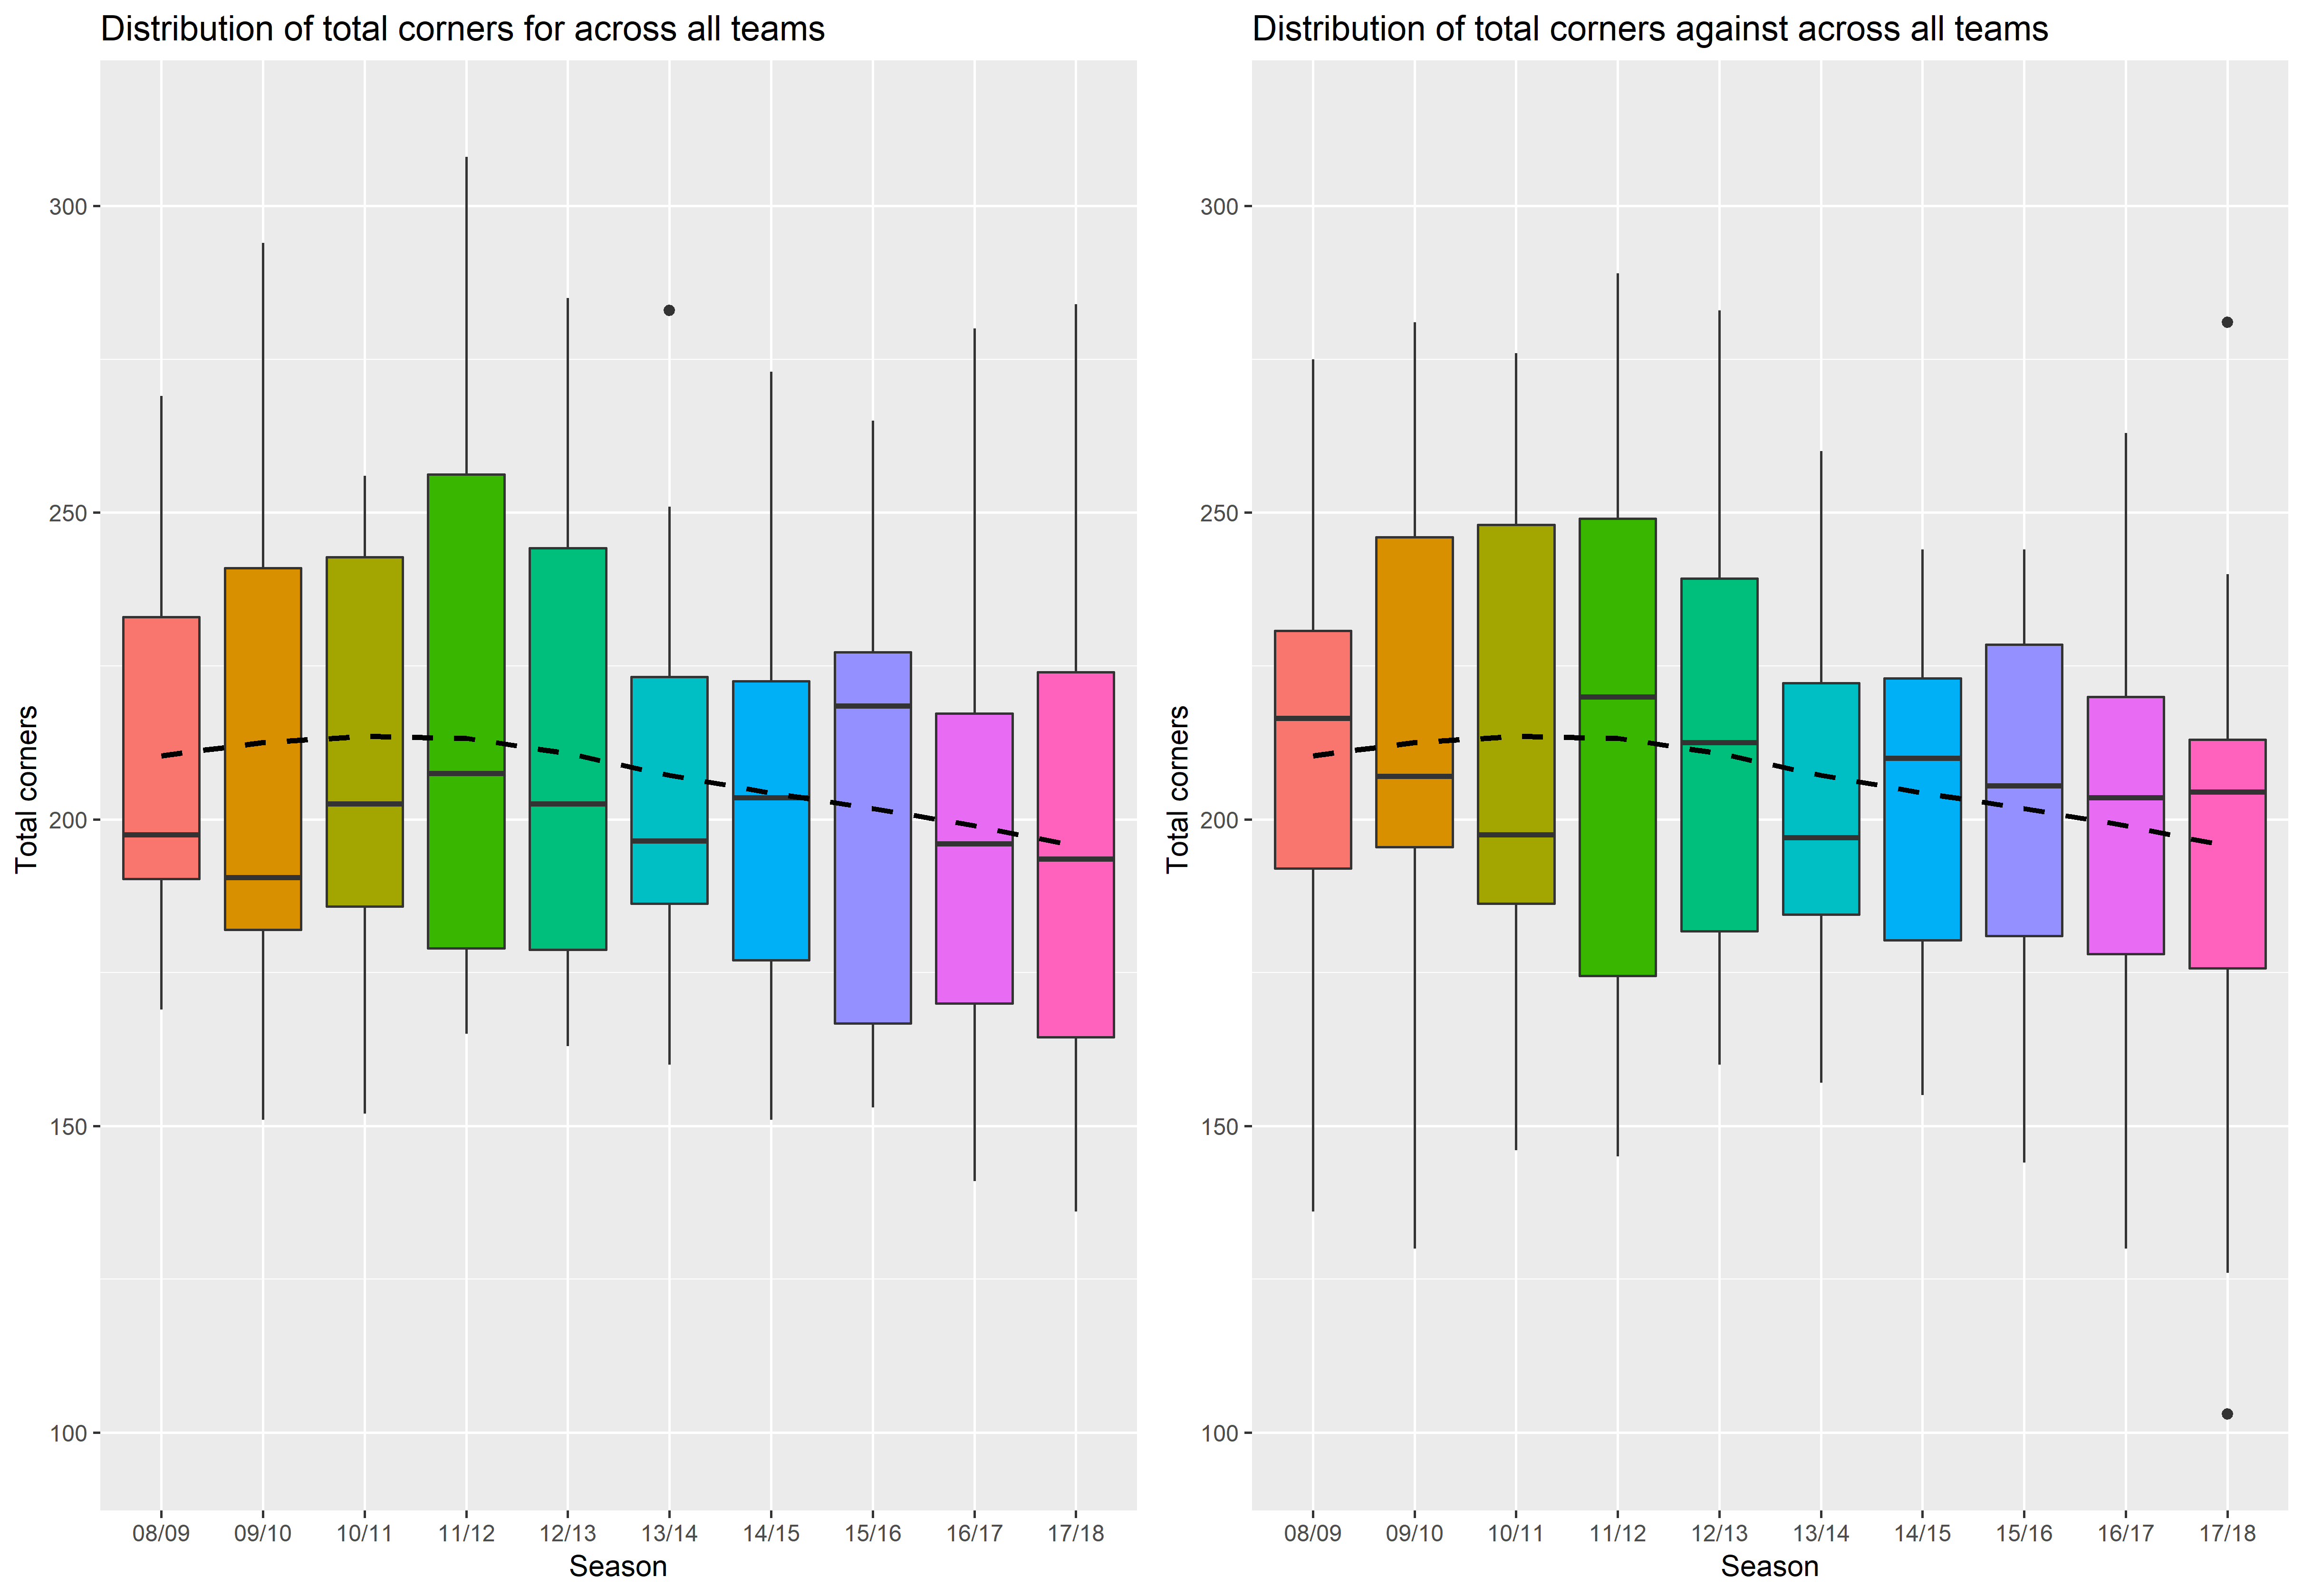 Distribution of total corners for across all teams
Total corners
300
250
200
150
100
08/09 09/10 10/11 11/12 12/13 13/14 14/15 15/16 16/17 17/18
Season
Distribution of total corners against across all teams
Total corners
300
250
200
150
100
08/09 09/10 10/11 11/12 12/13 13/14 14/15 15/16 16/17 17/18
Season